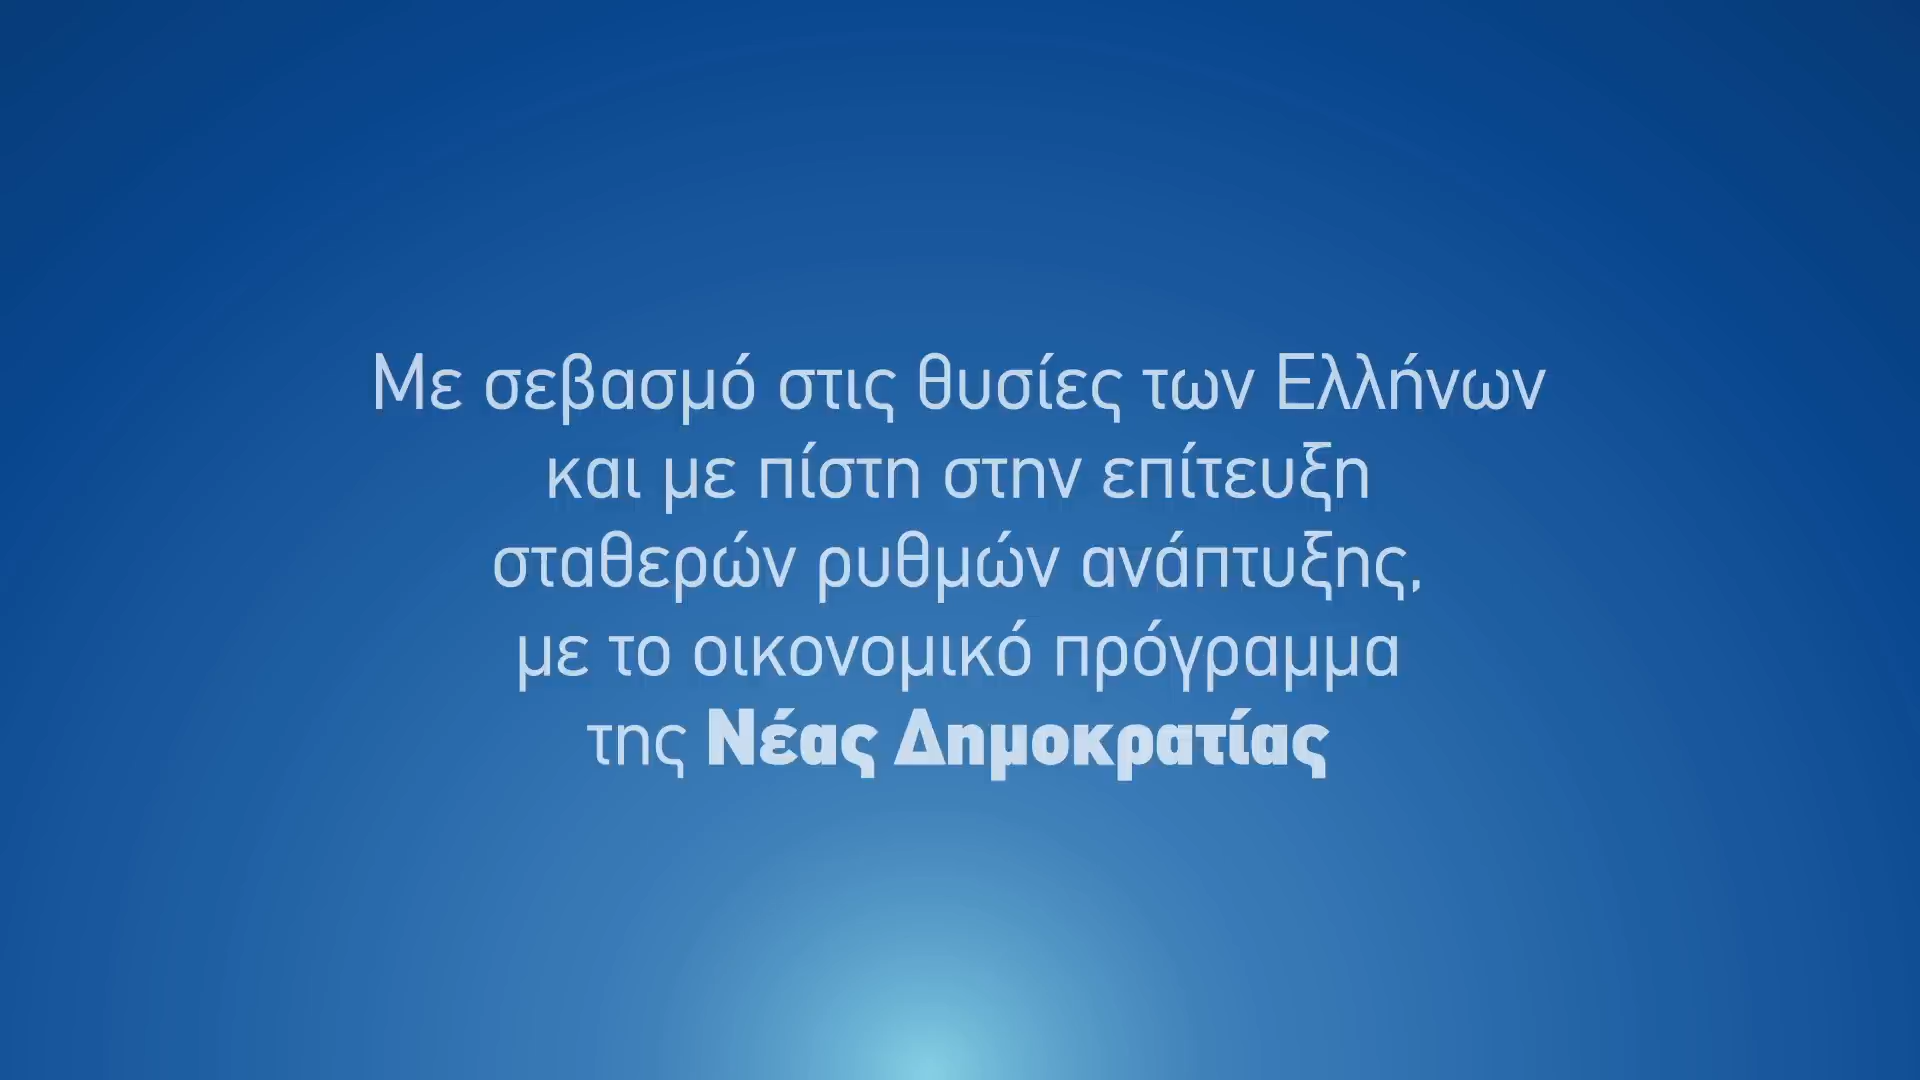 Με σεβασμό στις θυσίες των Ελλήνων
και με πίστη στην επίτευξη
σταθερών ρυθμών ανάπτυξης,
με το οικονομικό πρόγραμμα
της Νέας Δημοκρατίας